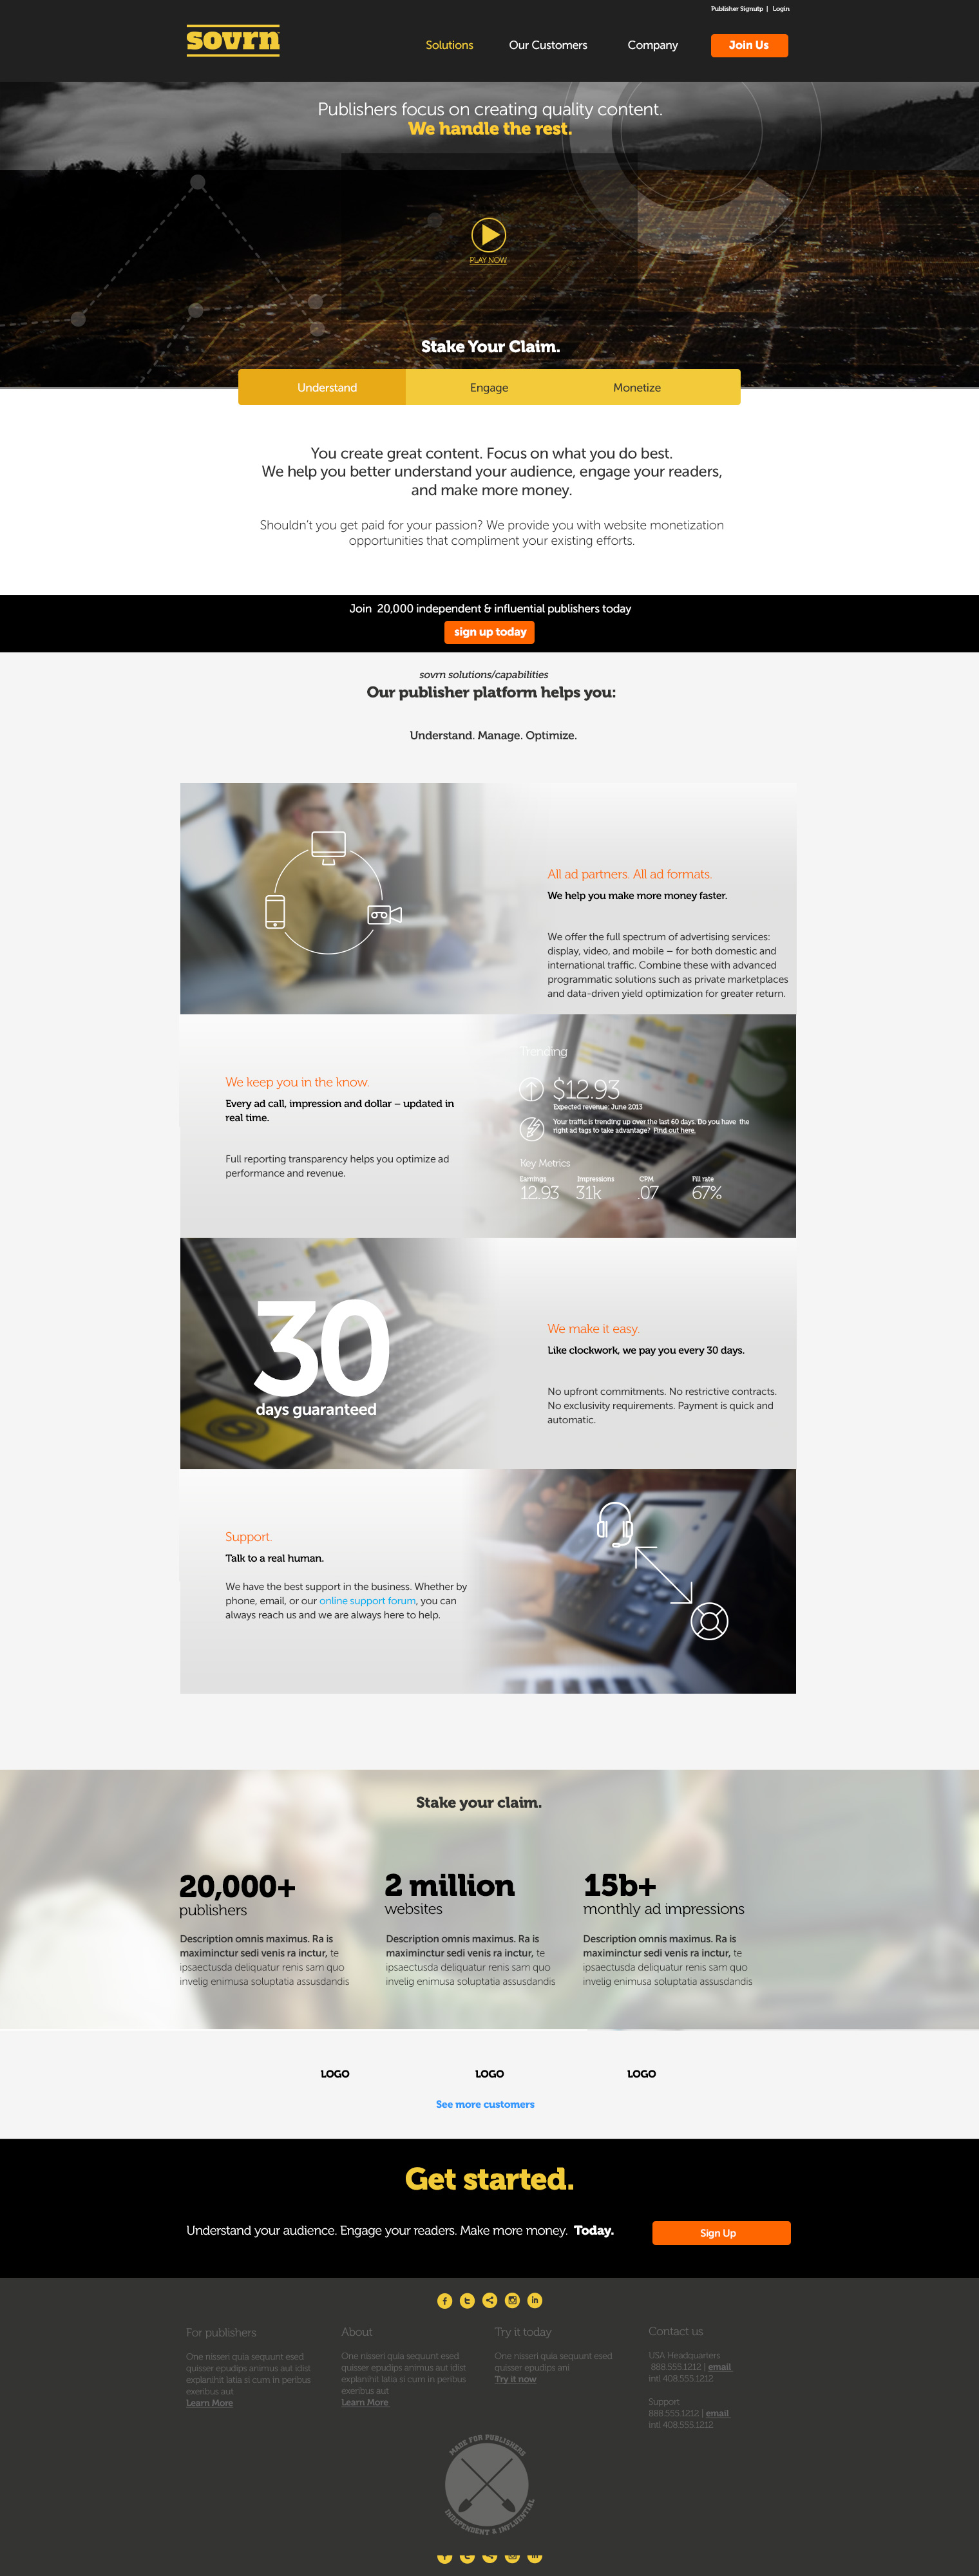 Publisher Signutp | Login
sovrn
Solutions
Our Customers
Company
Join Us
Publishers focus on creating quality content.
We handle the rest.
PLAY NOW
Stake Your Claim.
Understand
Engage
Monetize
You create great content. Focus on what you do best.
We help you better understand your audience, engage your readers,
and make more money.
Shouldn't you get paid for your passion? We provide you with website monetization
opportunities that compliment your existing efforts.
Join 20,000 independent & influential publishers today
sign up today
sovrn solutions/capabilities
Our publisher platform helps you:
Understand. Manage. Optimize.
All ad partners. All ad formats.
We help you make more money faster.
We offer the full spectrum of advertising services:
display, video, and mobile – for both domestic and
international traffic. Combine these with advanced
programmatic solutions such as private marketplaces
and data-driven yield optimization for greater return.
We keep you in the know.
Every ad call, impression and dollar – updated in
real time.
Full reporting transparency helps you optimize ad
performance and revenue.
Trending
$12.93
Expected revenue: June 2013
Your traffic is trending up over the last 60 days. Do you have the
right ad tags to take advantage? Find out here.
Key Metrics
Earnings
Impressions
CPM
Fill rate
12.93
31k
.07
67%
30
days guaranteed
We make it easy.
Like clockwork, we pay you every 30 days.
No upfront commitments. No restrictive contracts.
No exclusivity requirements. Payment is quick and
automatic.
Support.
Talk to a real human.
We have the best support in the business. Whether by
phone, email, or our online support forum, you can
always reach us and we are always here to help.
Stake your claim.
20,000+
publishers
Description omnis maximus. Ra is
maximinctur sedi venis ra inctur, te
ipsaectusda deliquatur renis sam quo
invelig enimusa soluptatia assusdandis
2 million
websites
Description omnis maximus. Ra is
maximinctur sedi venis ra inctur, te
ipsaectusda deliquatur renis sam quo
invelig enimusa soluptatia assusdandis
15b+
monthly ad impressions
Description omnis maximus. Ra is
maximinctur sedi venis ra inctur, te
ipsaectusda deliquatur renis sam quo
invelig enimusa soluptatia assusdandis
LOGO
LOGO
LOGO
See more customers
Get started.
Understand your audience. Engage your readers. Make more money. Today.
Sign Up
For publishers
One nisseri quia sequunt esed
quisser epudips animus aut idist
explanihit latia si cum in peribus
exeribus aut
Learn More
About
One nisseri quia sequunt esed
quisser epudips animus aut idist
explanihit latia si cum in peribus
exeribus aut
Learn More
Try it today
One nisseri quia sequunt esed
quisser epudips ani
Try it now
Contact us
USA Headquarters
888.555.1212 | email
intl 408.555.1212
Support
888.555.1212 | email
intl 408.555.1212
MADE FOR PUBLISHERS
INDEPENDENT & INFLUENTIAL